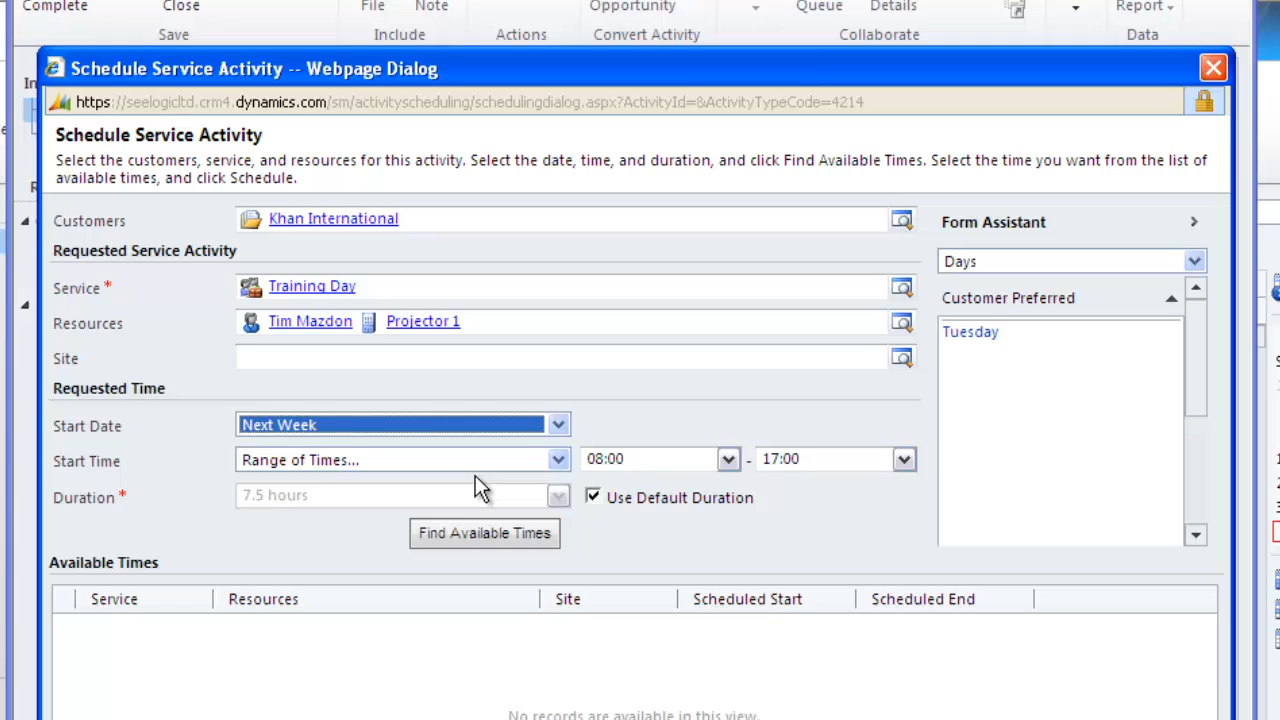 Complete Close File Note Opportunity Queue Details Report
Save Include Actions Convert Activity Collaborate Data
Schedule Service Activity -- Webpage Dialog
https://seelogicltd.crm4.dynamics.com/sm/activityscheduling/schedulingdialog.aspx?ActivityId=&ActivityTypeCode=4214
Schedule Service Activity
Select the customers, service, and resources for this activity. Select the date, time, and duration, and click Find Available Times. Select the time you want from the list of
available times, and click Schedule.
Customers Khan International
Form Assistant
Requested Service Activity
Days
Service * Training Day
Customer Preferred
Resources Tim Mazdon Projector 1
Tuesday
Site
Requested Time
Start Date Next Week
Start Time Range of Times... 08:00 - 17:00
Duration * 7.5 hours Use Default Duration
Find Available Times
Available Times
Service Resources Site Scheduled Start Scheduled End
No records are available in this view.